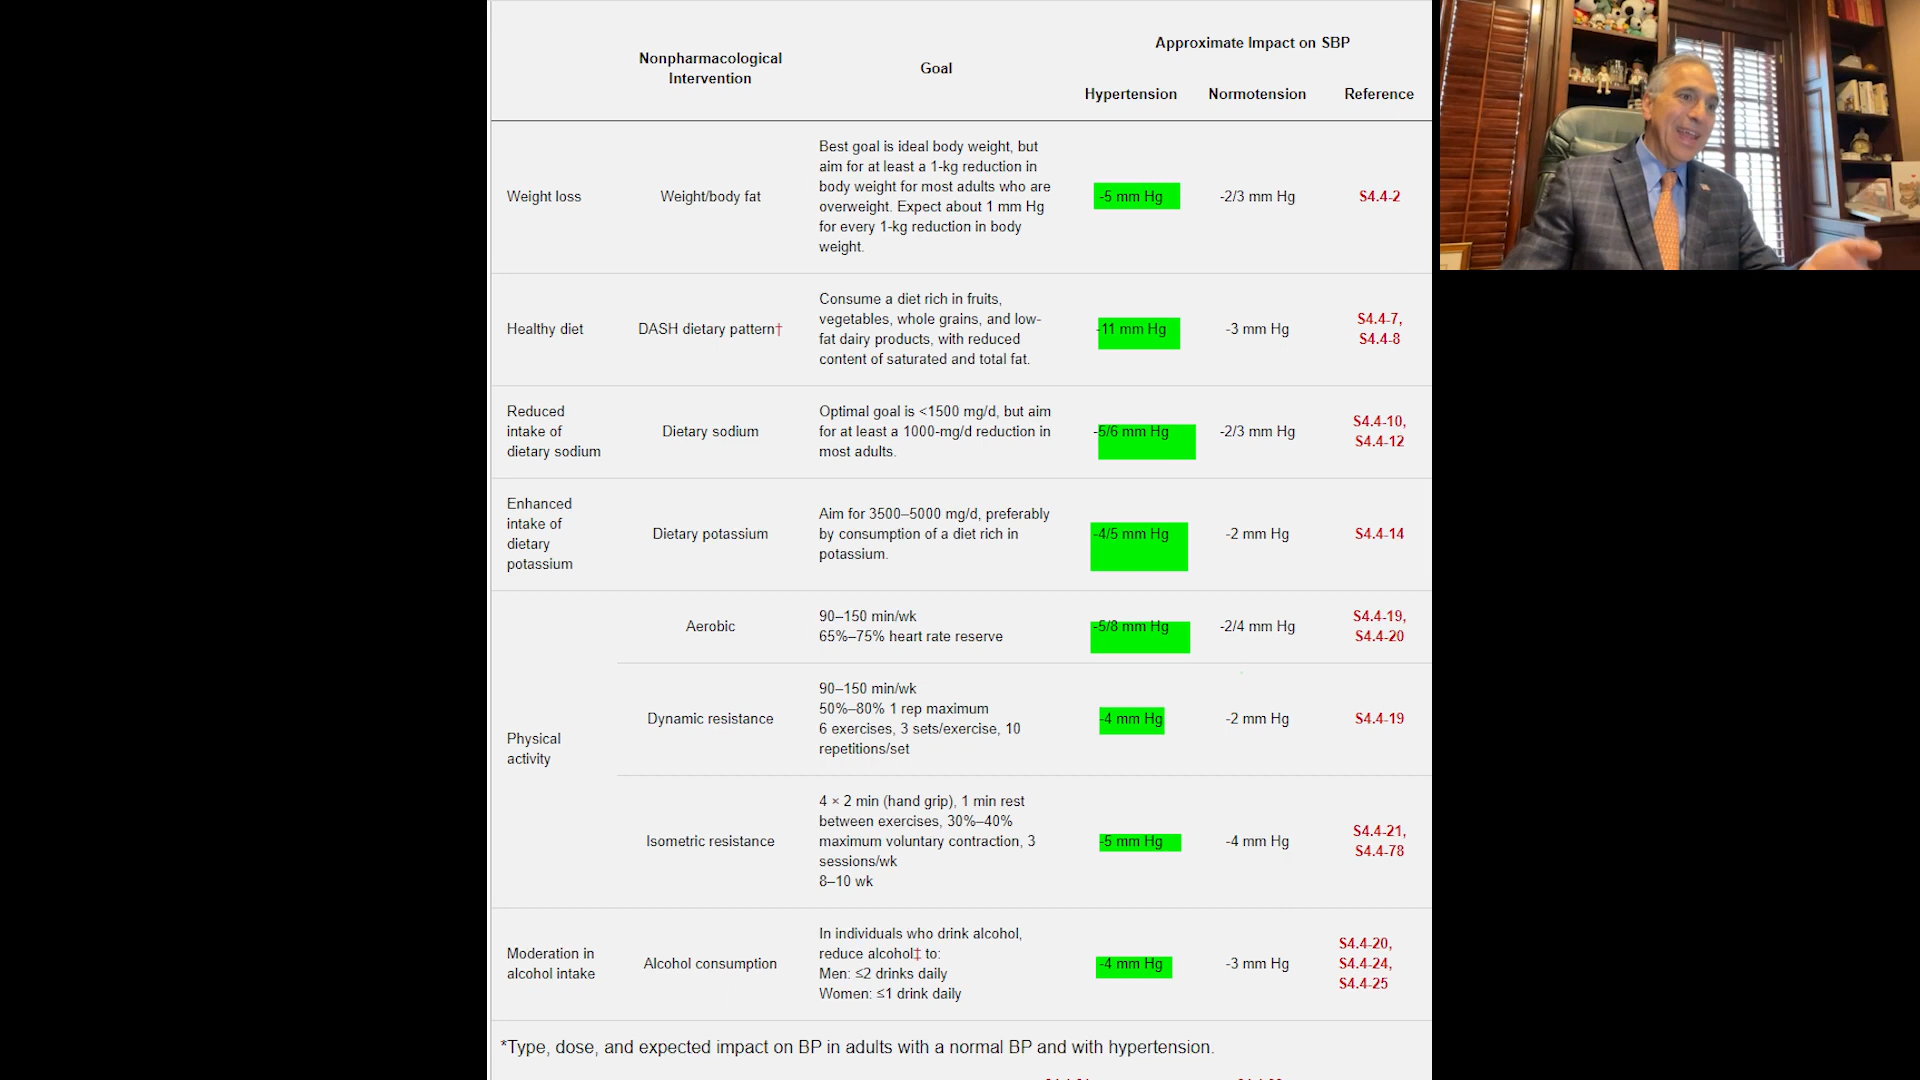 Approximate Impact on SBP
Nonpharmacological
Intervention
Goal
Hypertension
Normotension
Reference
Weight loss
Weight/body fat
Best goal is ideal body weight, but
aim for at least a 1-kg reduction in
body weight for most adults who are
overweight. Expect about 1 mm Hg
for every 1-kg reduction in body
weight.
-5 mm Hg
-2/3 mm Hg
S4.4-2
Healthy diet
DASH dietary pattern†
Consume a diet rich in fruits,
vegetables, whole grains, and low-
fat dairy products, with reduced
content of saturated and total fat.
-11 mm Hg
-3 mm Hg
S4.4-7,
S4.4-8
Reduced
intake of
dietary sodium
Dietary sodium
Optimal goal is <1500 mg/d, but aim
for at least a 1000-mg/d reduction in
most adults.
-5/6 mm Hg
-2/3 mm Hg
S4.4-10,
S4.4-12
Enhanced
intake of
dietary
potassium
Dietary potassium
Aim for 3500–5000 mg/d, preferably
by consumption of a diet rich in
potassium.
-4/5 mm Hg
-2 mm Hg
S4.4-14
Physical
activity
Aerobic
90–150 min/wk
65%–75% heart rate reserve
-5/8 mm Hg
-2/4 mm Hg
S4.4-19,
S4.4-20
Dynamic resistance
90–150 min/wk
50%–80% 1 rep maximum
6 exercises, 3 sets/exercise, 10
repetitions/set
-4 mm Hg
-2 mm Hg
S4.4-19
Isometric resistance
4 × 2 min (hand grip), 1 min rest
between exercises, 30%–40%
maximum voluntary contraction, 3
sessions/wk
8–10 wk
-5 mm Hg
-4 mm Hg
S4.4-21,
S4.4-78
Moderation in
alcohol intake
Alcohol consumption
In individuals who drink alcohol,
reduce alcohol‡ to:
Men: ≤2 drinks daily
Women: ≤1 drink daily
-4 mm Hg
-3 mm Hg
S4.4-20,
S4.4-24,
S4.4-25
*Type, dose, and expected impact on BP in adults with a normal BP and with hypertension.